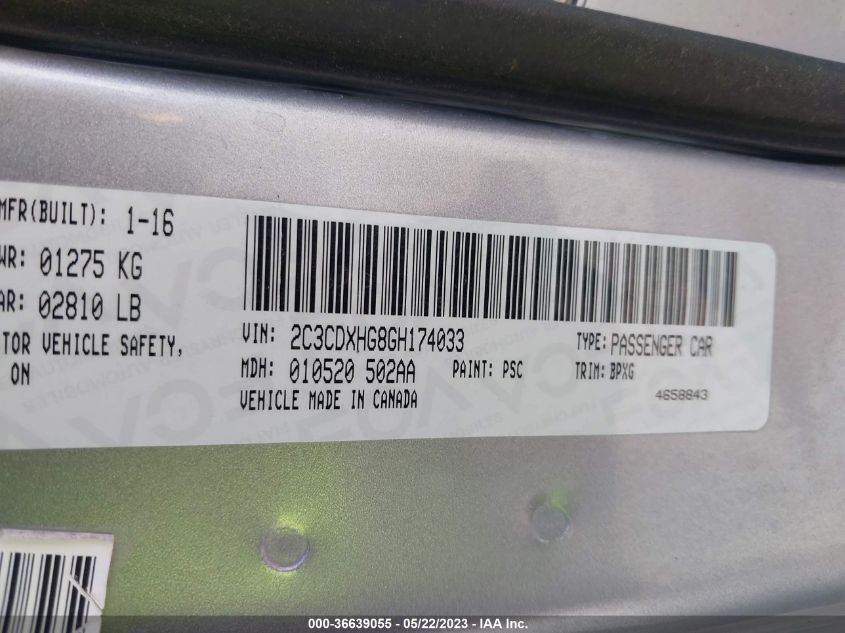 MFR(BUILT): 1-16
WR: 01275 KG
AR: 02810 LB
TOR VEHICLE SAFETY,
ON
VIN: 2C3CDXHG8GH174033
TYPE: PASSENGER CAR
MDH: 010520 502AA
PAINT: PSC
TRIM: BPXG
VEHICLE MADE IN CANADA
4658843
000-36639055 — 05/22/2023 — IAA Inc.